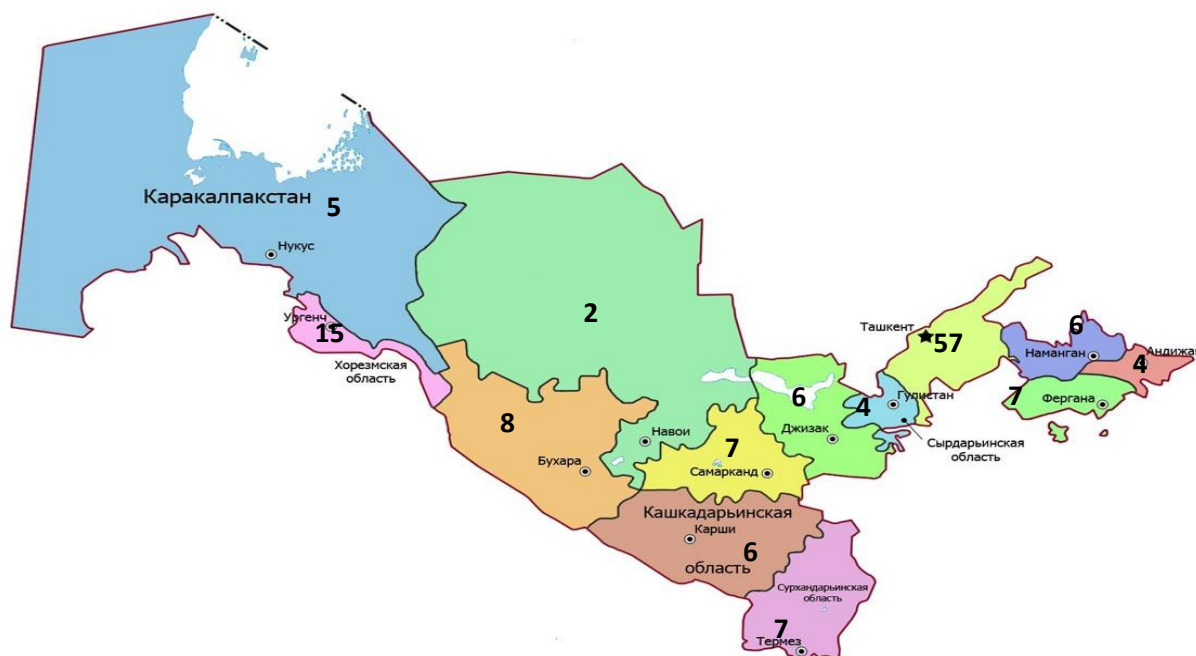 Каракалпакстан
5
Нукус
Ургенч
15
Хорезмская
область
2
8
Бухара
Навои
7
Самарканд
6
Джизак
4
Гулистан
Сырдарьинская
область
Ташкент
57
6
Наманган
4
Андижан
7
Фергана
Кашкадарьинская
Карши
6
область
Сурхандарьинская
область
7
Термез